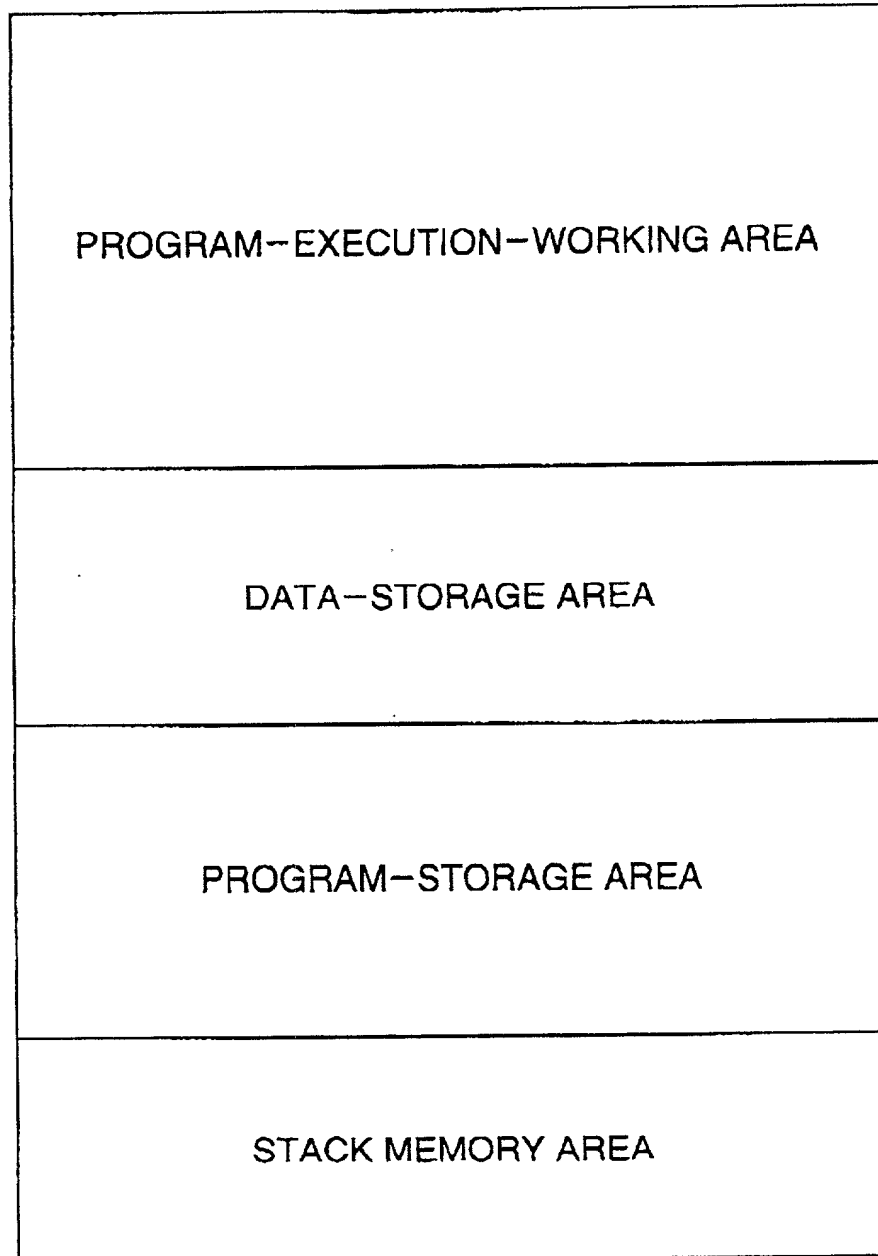 PROGRAM-EXECUTION-WORKING AREA
DATA-STORAGE AREA
PROGRAM-STORAGE AREA
STACK MEMORY AREA